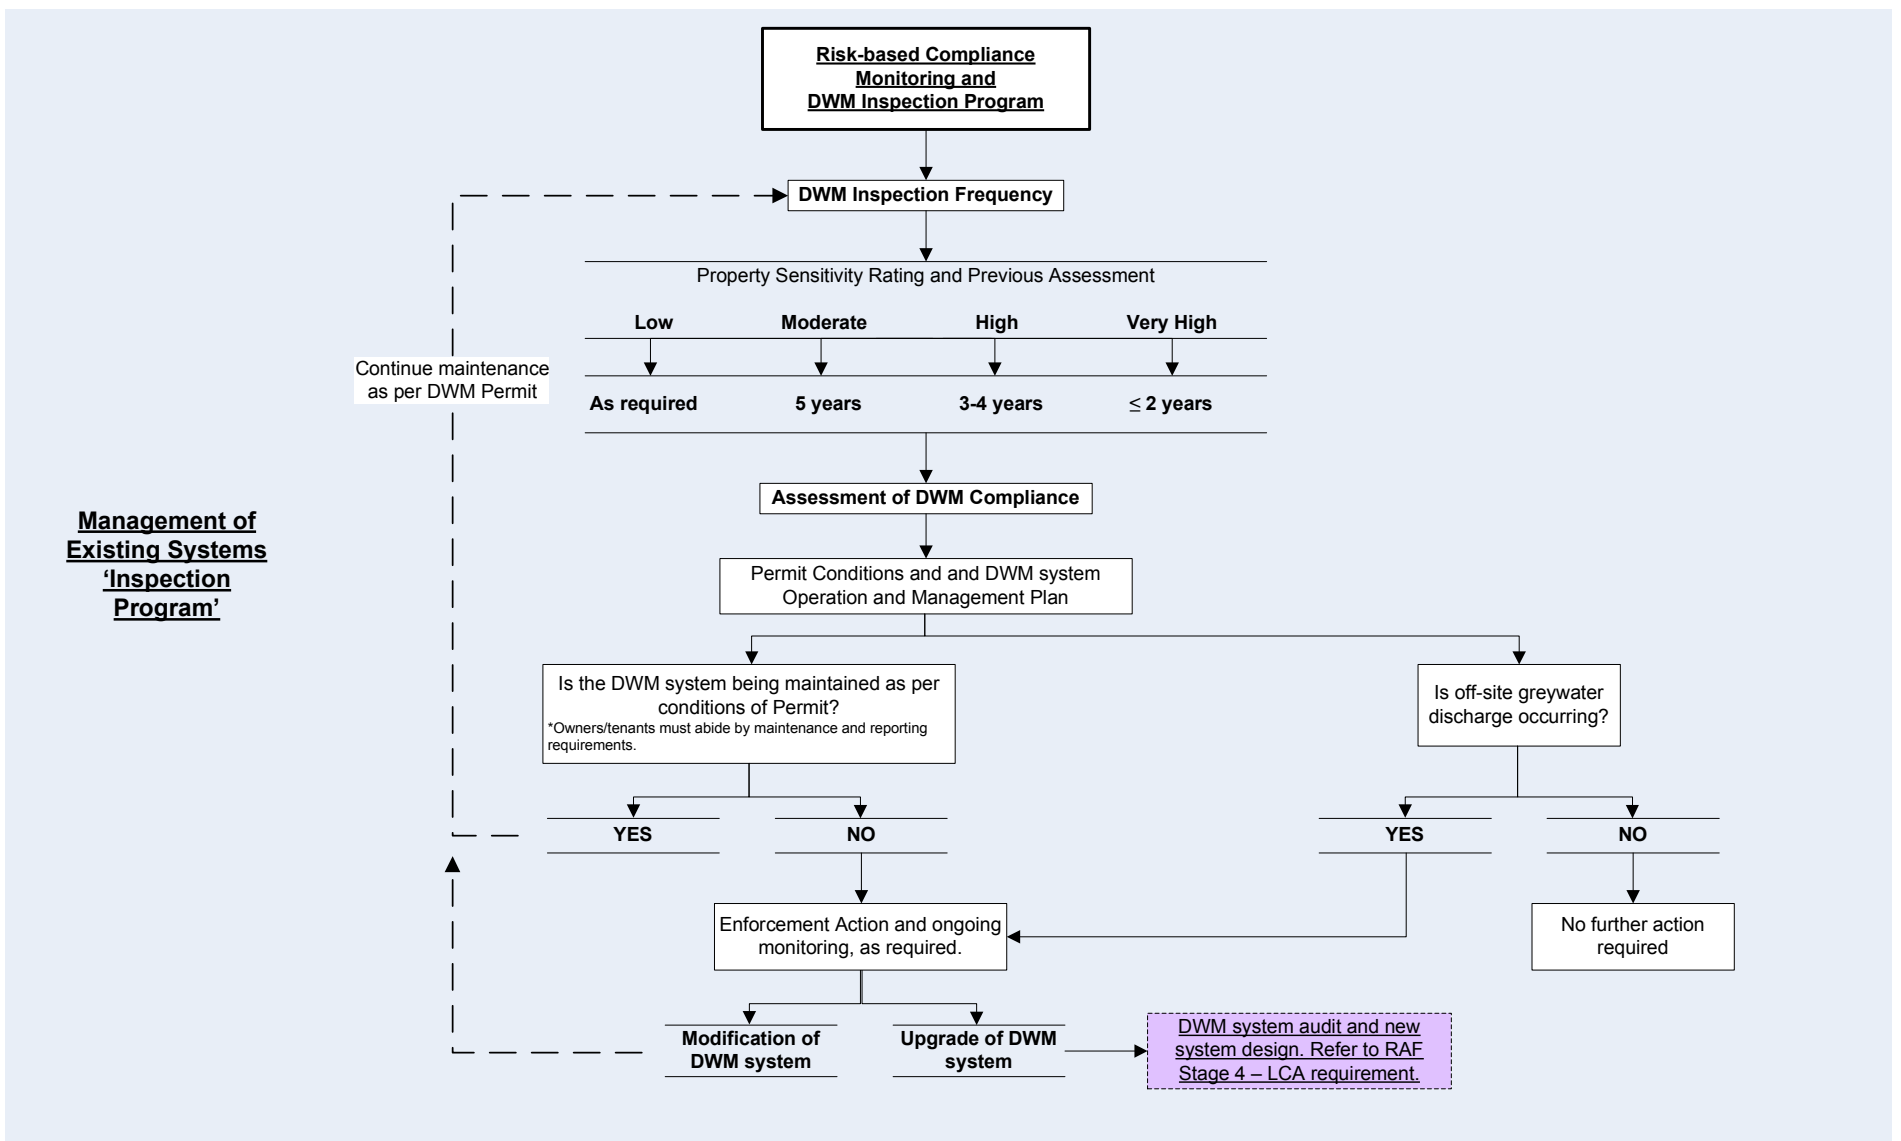 Risk-based Compliance
Monitoring and
DWM Inspection Program
DWM Inspection Frequency
Property Sensitivity Rating and Previous Assessment
Low Moderate High Very High
As required 5 years 3-4 years ≤ 2 years
Continue maintenance
as per DWM Permit
Assessment of DWM Compliance
Management of
Existing Systems
‘Inspection
Program’
Permit Conditions and and DWM system
Operation and Management Plan
Is the DWM system being maintained as per
conditions of Permit?
*Owners/tenants must abide by maintenance and reporting
requirements.
Is off-site greywater
discharge occurring?
YES NO YES NO
Enforcement Action and ongoing
monitoring, as required.
No further action
required
Modification of
DWM system
Upgrade of DWM
system
DWM system audit and new
system design. Refer to RAF
Stage 4 – LCA requirement.